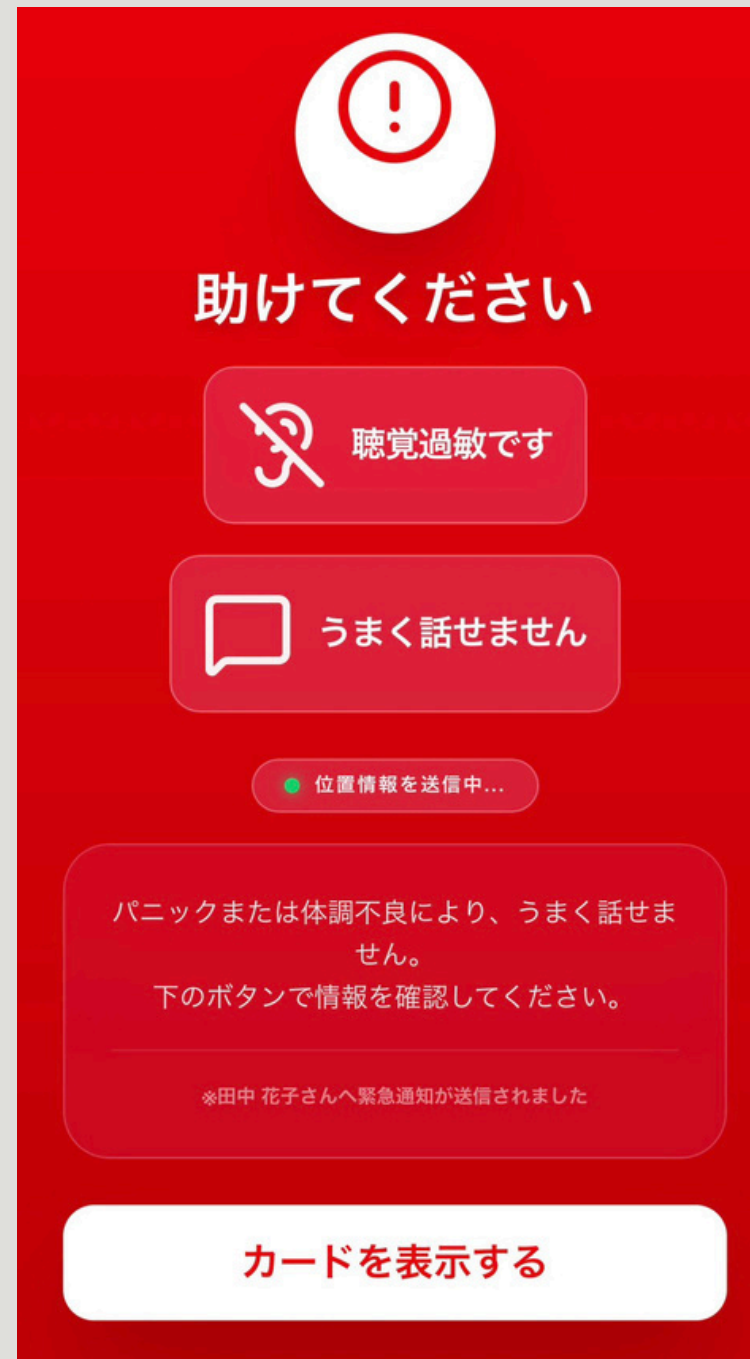 助けてください
聴覚過敏です
うまく話せません
位置情報を送信中...
パニックまたは体調不良により、うまく話せま
せん。
下のボタンで情報を確認してください。
※田中 花子さんへ緊急通知が送信されました
カードを表示する